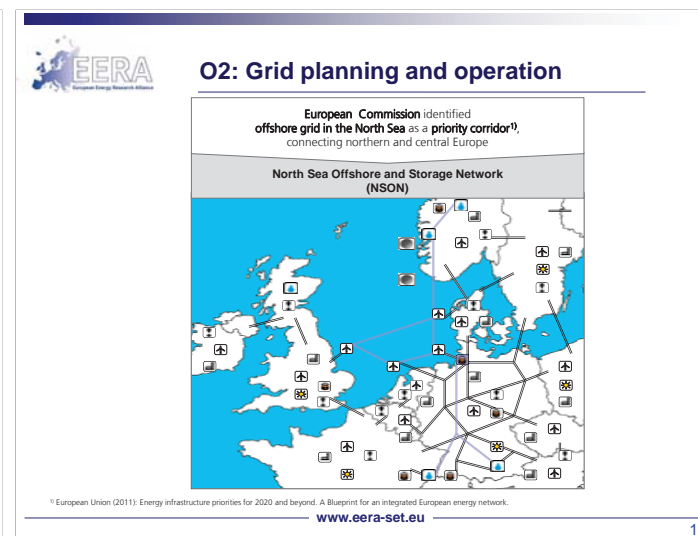 EERA
European Energy Research Alliance
O2: Grid planning and operation
European Commission identified
offshore grid in the North Sea as a priority corridor¹⁾,
connecting northern and central Europe
North Sea Offshore and Storage Network
(NSON)
¹⁾ European Union (2011): Energy infrastructure priorities for 2020 and beyond. A Blueprint for an integrated European energy network.
www.eera-set.eu
1